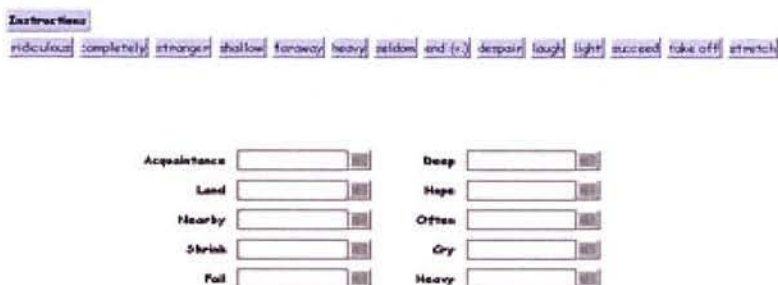 Instructions
ridiculous completely stranger shallow faraway heavy seldom end (v.) despair laugh light succeed take off stretch
Acquaintance Deep
Land Hope
Nearby Often
Shrink Cry
Fail Heavy